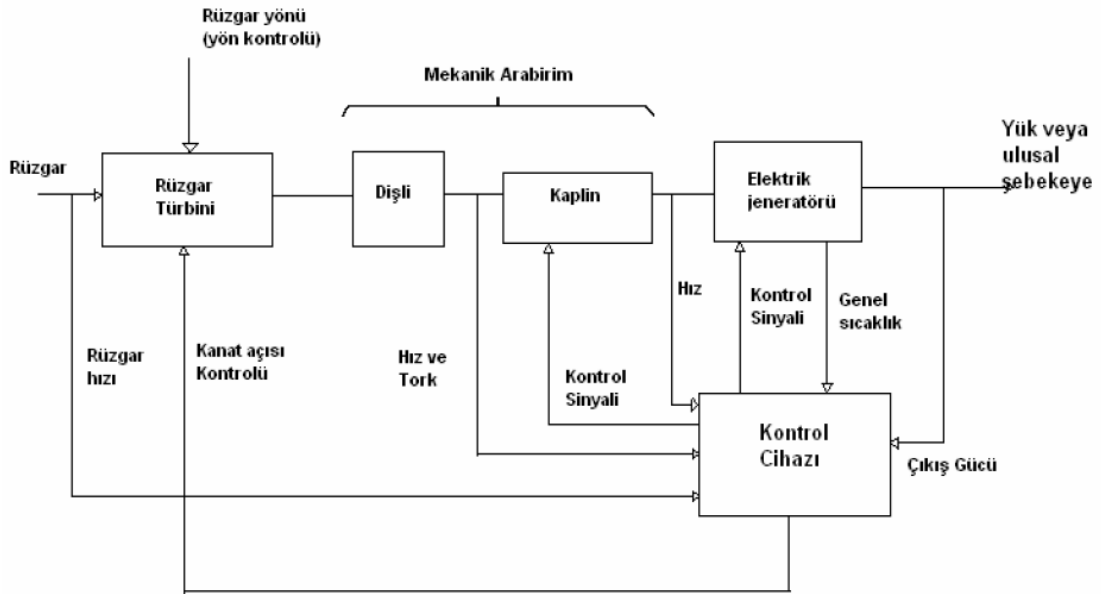 Rüzgar yönü
(yön kontrolü)
Mekanik Arabirim
Rüzgar
Rüzgar
Türbini
Dişli
Kaplin
Elektrik
jeneratörü
Yük veya
ulusal
şebekeye
Rüzgar
hızı
Kanat açısı
Kontrolü
Hız ve
Tork
Kontrol
Sinyali
Hız
Kontrol
Sinyali
Genel
sıcaklık
Kontrol
Cihazı
Çıkış Gücü